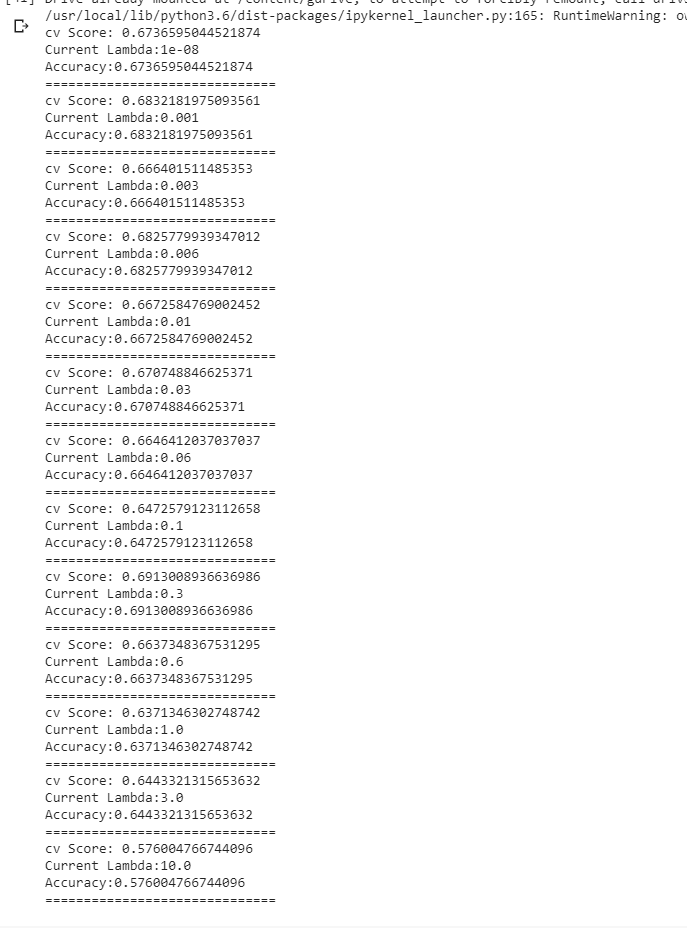 Drive already mounted at /content/gdrive; to attempt to forcibly remount, call
/usr/local/lib/python3.6/dist-packages/ipykernel_launcher.py:165: RuntimeWarning:
cv Score: 0.6736595044521874
Current Lambda:1e-08
Accuracy:0.6736595044521874
==============================
cv Score: 0.6832181975093561
Current Lambda:0.001
Accuracy:0.6832181975093561
==============================
cv Score: 0.666401511485353
Current Lambda:0.003
Accuracy:0.666401511485353
==============================
cv Score: 0.6825779939347012
Current Lambda:0.006
Accuracy:0.6825779939347012
==============================
cv Score: 0.6672584769002452
Current Lambda:0.01
Accuracy:0.6672584769002452
==============================
cv Score: 0.670748846625371
Current Lambda:0.03
Accuracy:0.670748846625371
==============================
cv Score: 0.6646412037037037
Current Lambda:0.06
Accuracy:0.6646412037037037
==============================
cv Score: 0.6472579123112658
Current Lambda:0.1
Accuracy:0.6472579123112658
==============================
cv Score: 0.6913008936636986
Current Lambda:0.3
Accuracy:0.6913008936636986
==============================
cv Score: 0.6637348367531295
Current Lambda:0.6
Accuracy:0.6637348367531295
==============================
cv Score: 0.6371346302748742
Current Lambda:1.0
Accuracy:0.6371346302748742
==============================
cv Score: 0.6443321315653632
Current Lambda:3.0
Accuracy:0.6443321315653632
==============================
cv Score: 0.576004766744096
Current Lambda:10.0
Accuracy:0.576004766744096
==============================